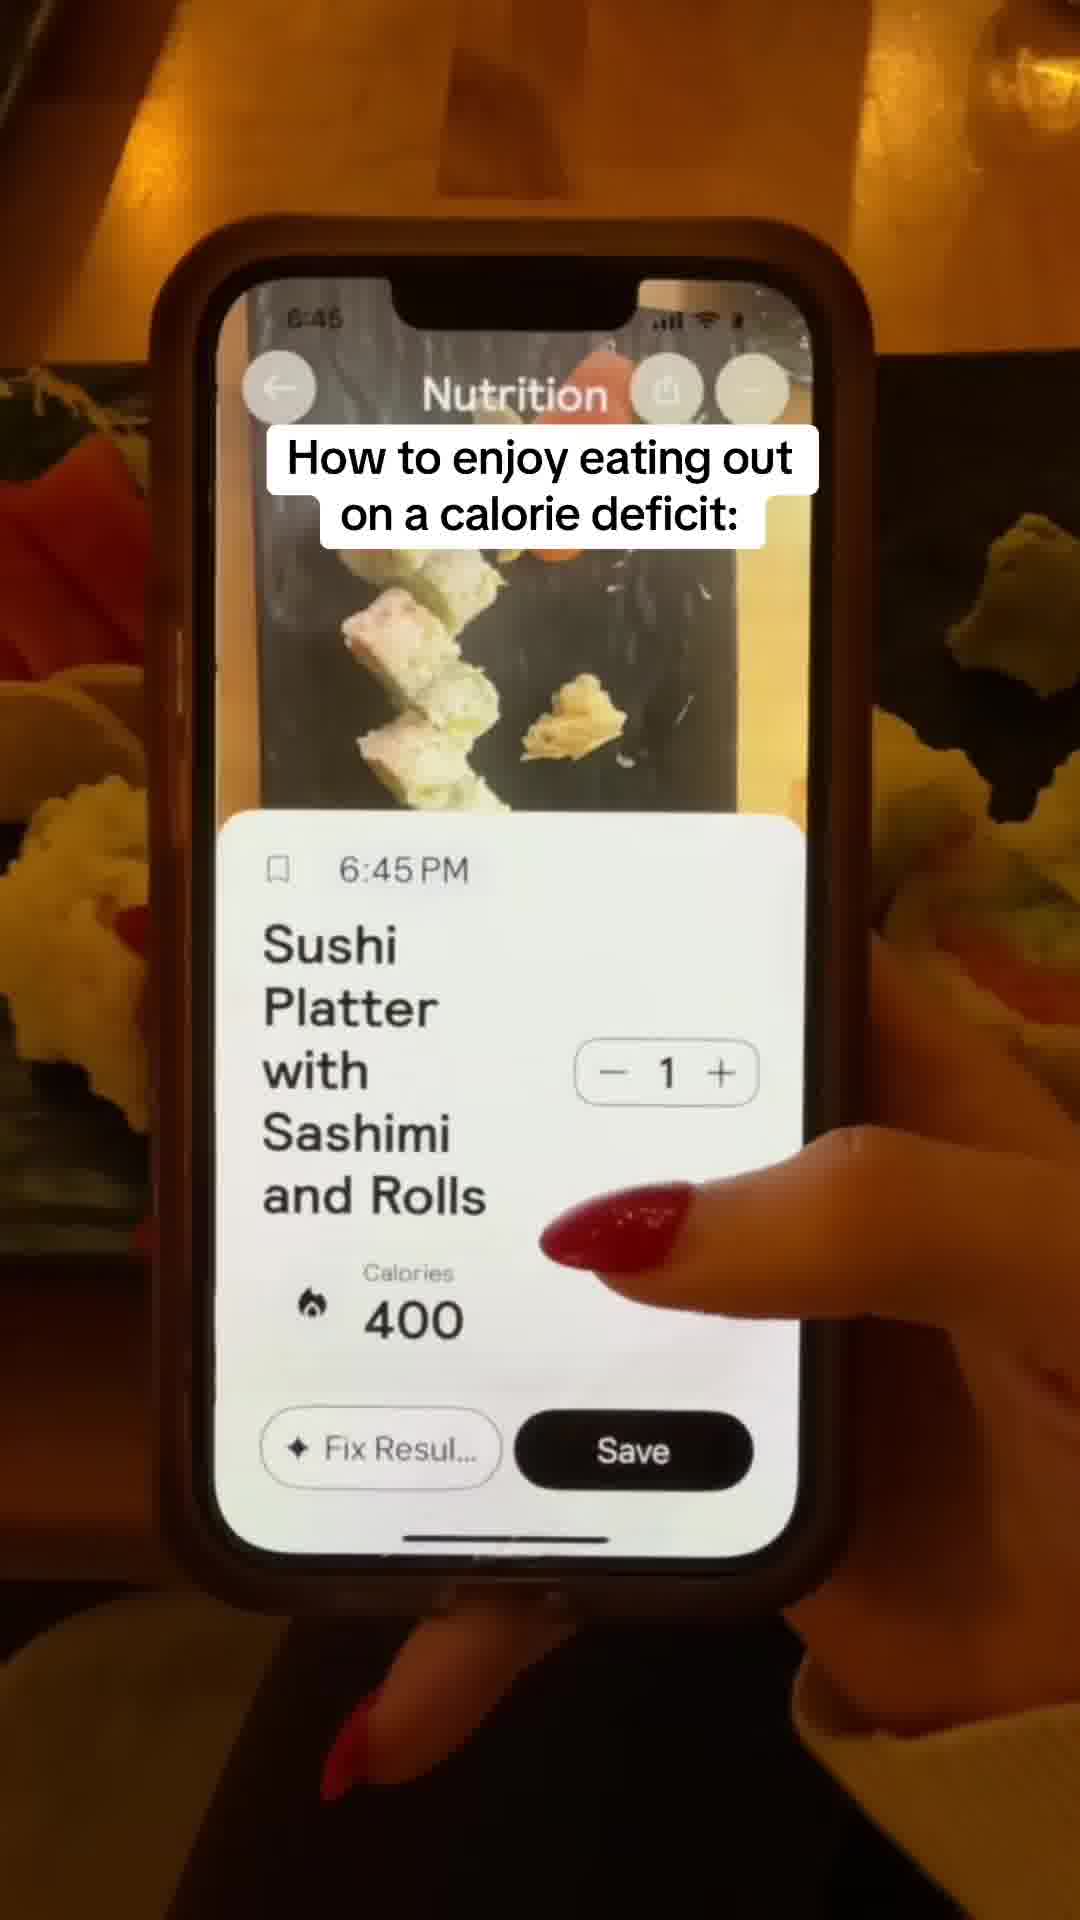 6:45
Nutrition
How to enjoy eating out
on a calorie deficit:
6:45 PM
Sushi
Platter
with
Sashimi
and Rolls
− 1 +
Calories
400
Fix Resul...
Save